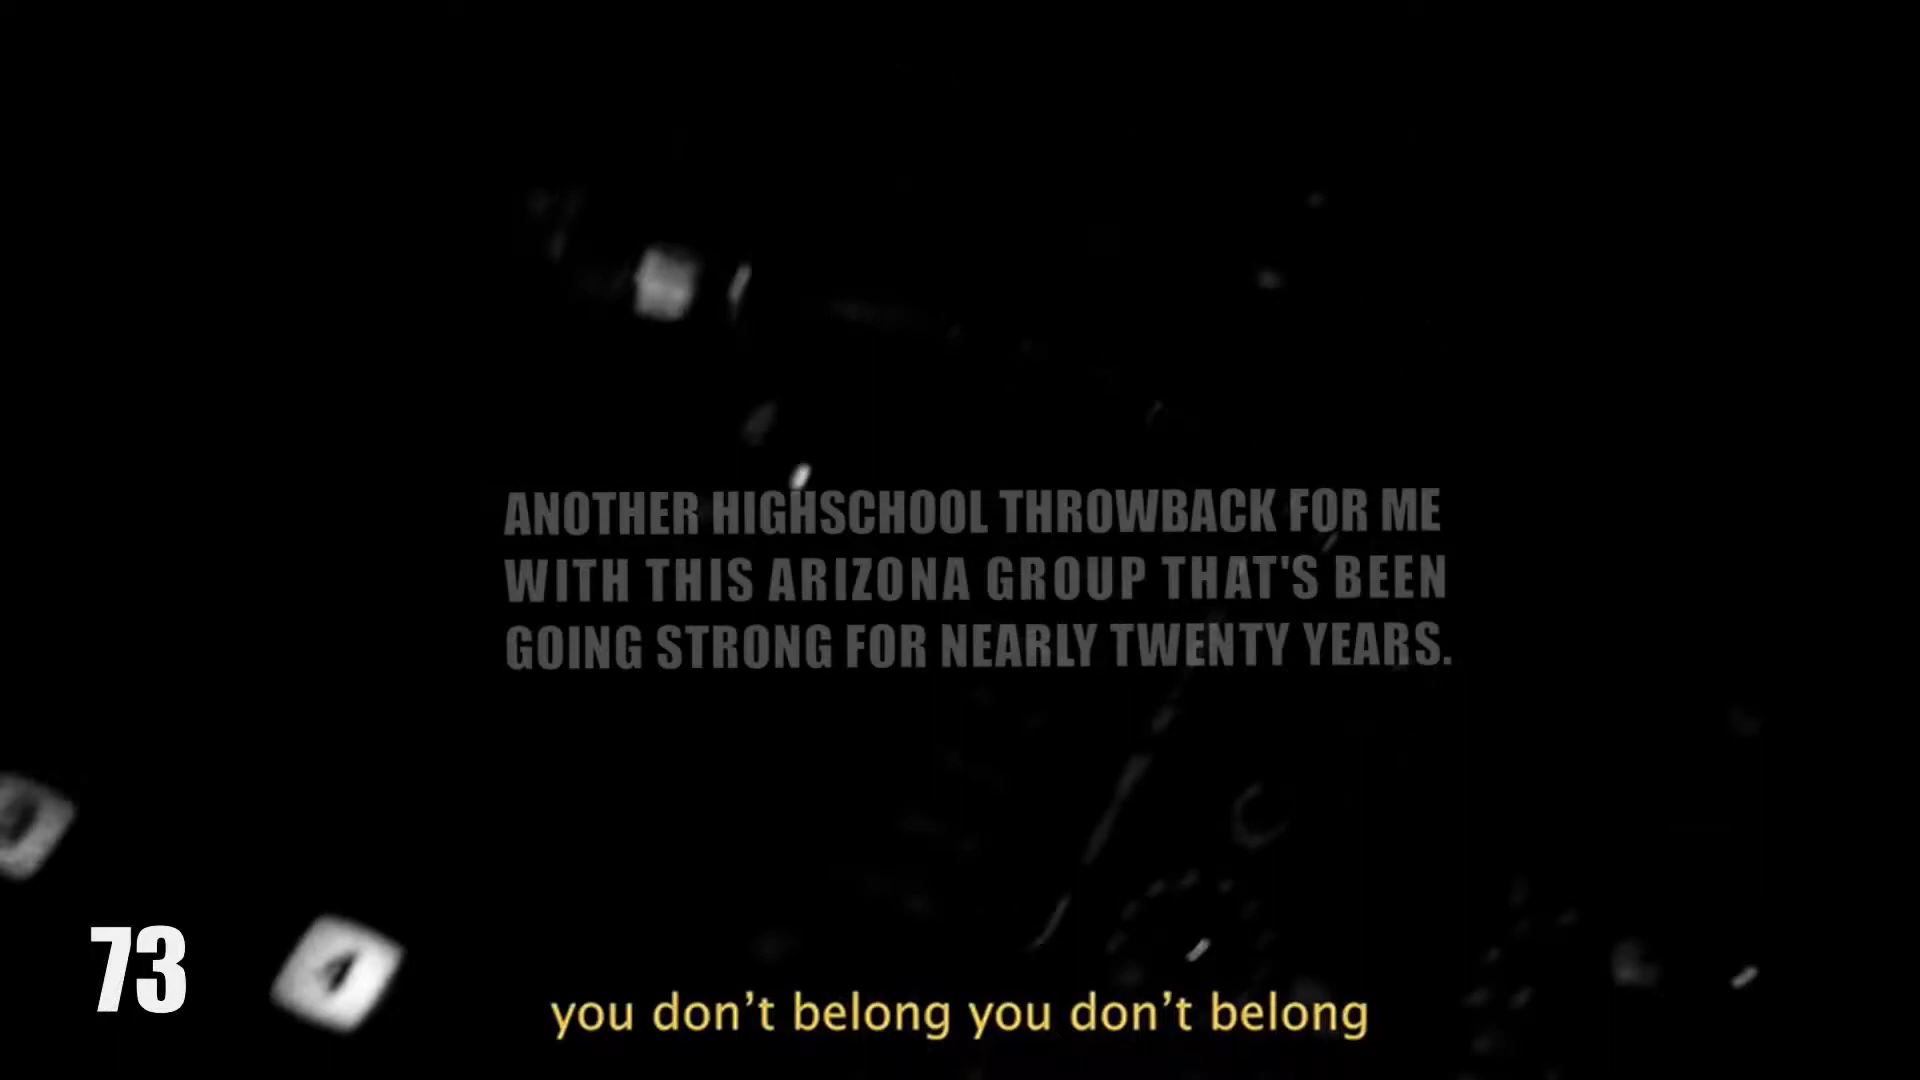 ANOTHER HIGHSCHOOL THROWBACK FOR ME
WITH THIS ARIZONA GROUP THAT'S BEEN
GOING STRONG FOR NEARLY TWENTY YEARS.
73
you don’t belong you don’t belong